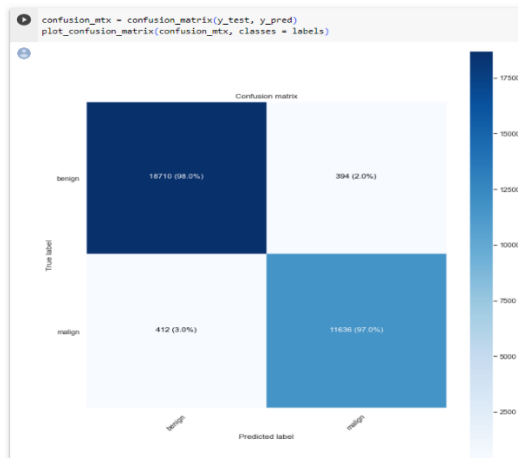 confusion_mtx = confusion_matrix(y_test, y_pred)
plot_confusion_matrix(confusion_mtx, classes = labels)
Confusion matrix
17500
15000
12500
10000
7500
5000
2500
True label
benign
18710 (98.0%)
394 (2.0%)
malign
412 (3.0%)
11636 (97.0%)
benign
malign
Predicted label